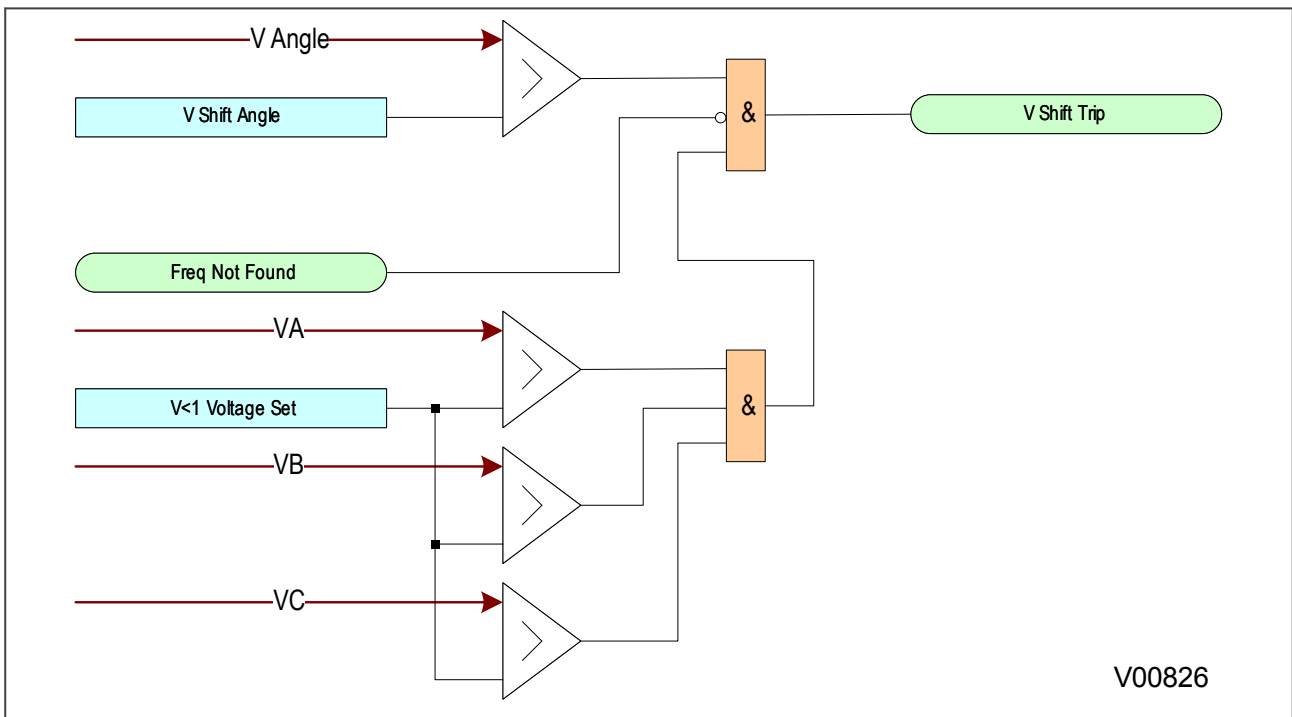 V Angle
V Shift Angle
&
V Shift Trip
Freq Not Found
VA
V<1 Voltage Set
&
VB
VC
V00826